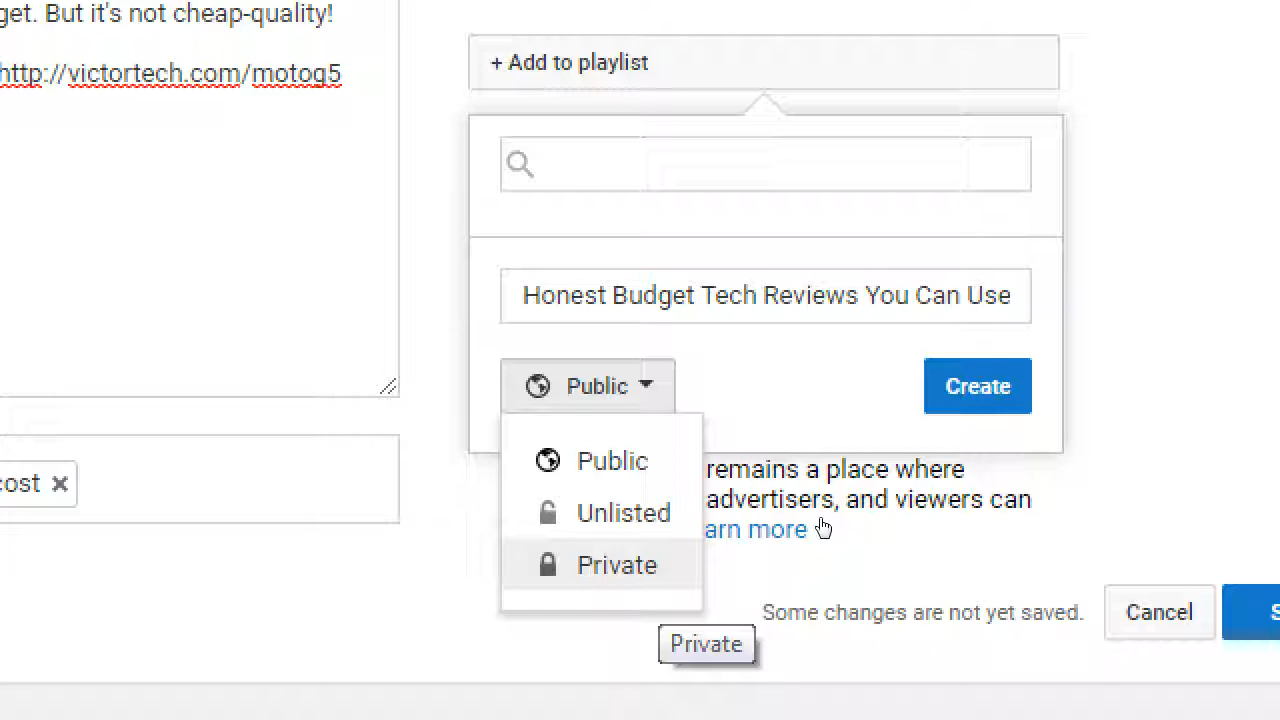 get. But it's not cheap-quality!
http://victortech.com/motog5
+ Add to playlist
Honest Budget Tech Reviews You Can Use
Public
Create
Public
Unlisted
Private
cost
remains a place where
advertisers, and viewers can
arn more
Some changes are not yet saved.
Cancel
S
Private